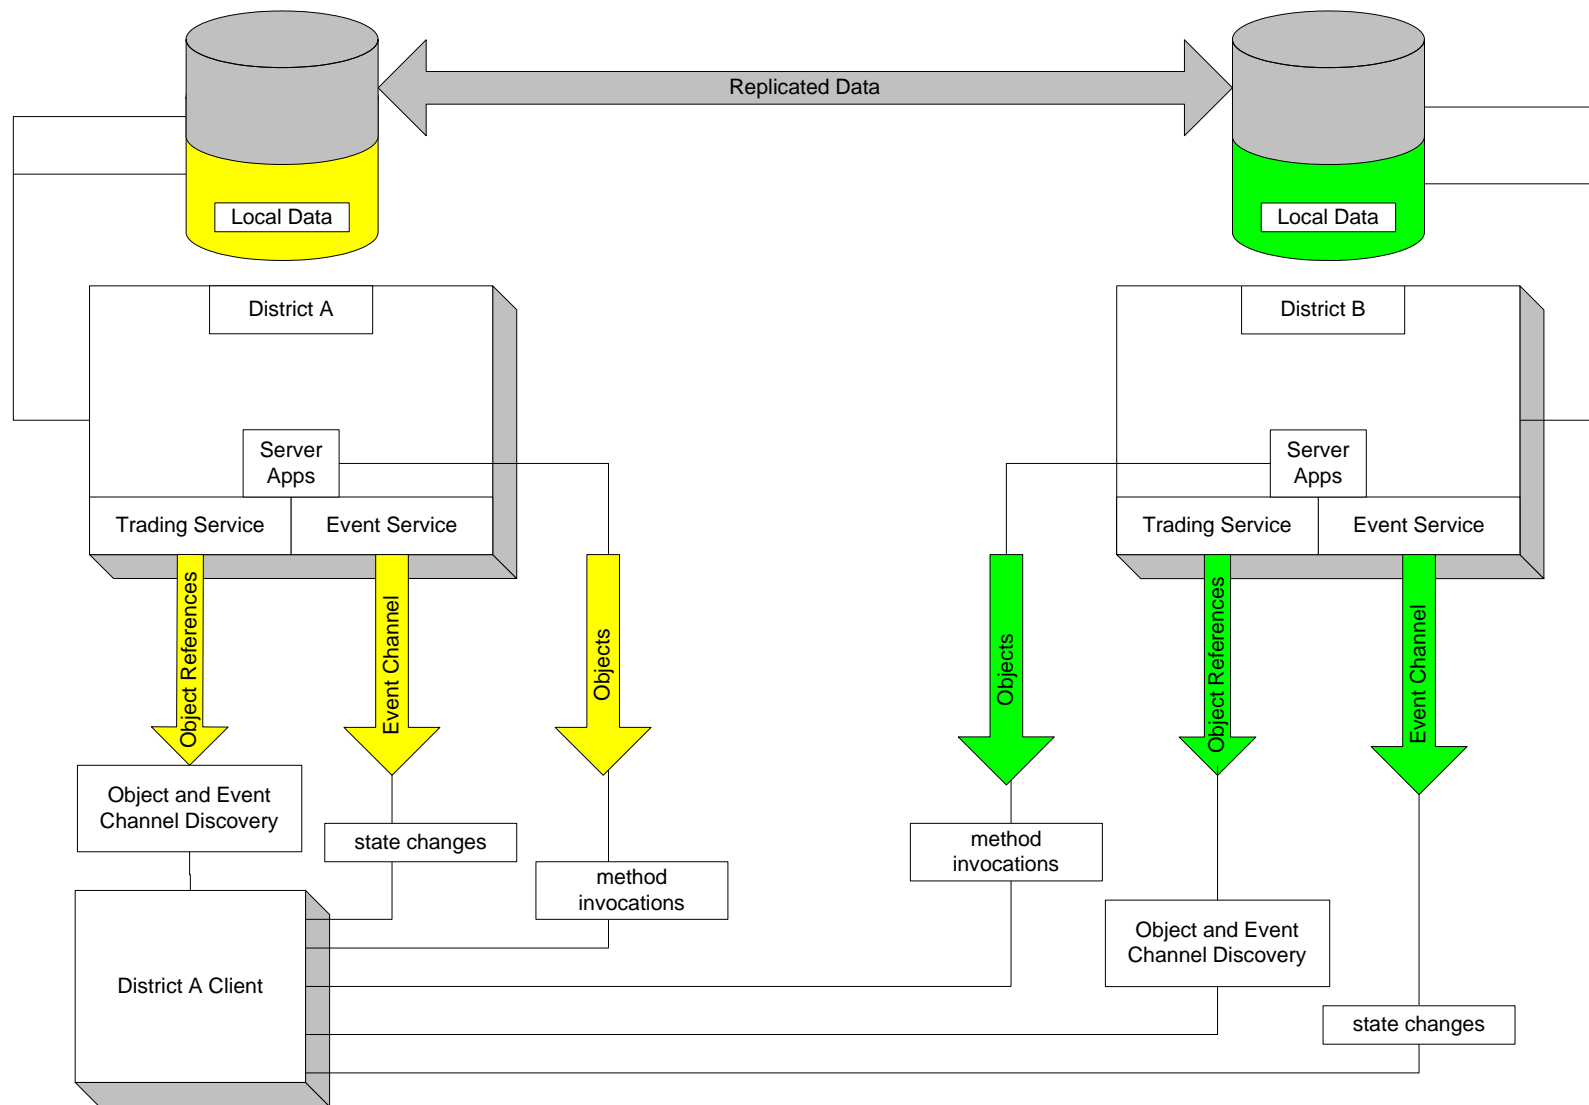 Replicated Data
Local Data
Local Data
District A
District B
Server
Apps
Server
Apps
Trading Service
Event Service
Trading Service
Event Service
Object References
Event Channel
Objects
Objects
Object References
Event Channel
Object and Event
Channel Discovery
state changes
method
invocations
method
invocations
Object and Event
Channel Discovery
District A Client
state changes